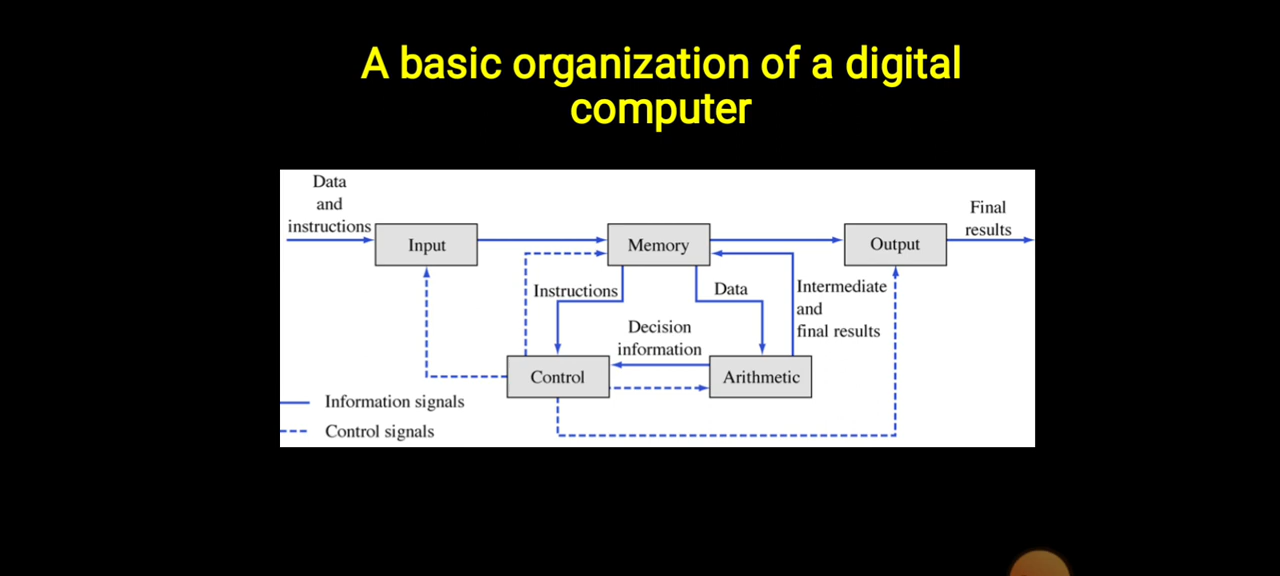 A basic organization of a digital
computer
Data
and
instructions
Input
Memory
Output
Final
results
Instructions
Data
Intermediate
and
final results
Decision
information
Control
Arithmetic
Information signals
Control signals